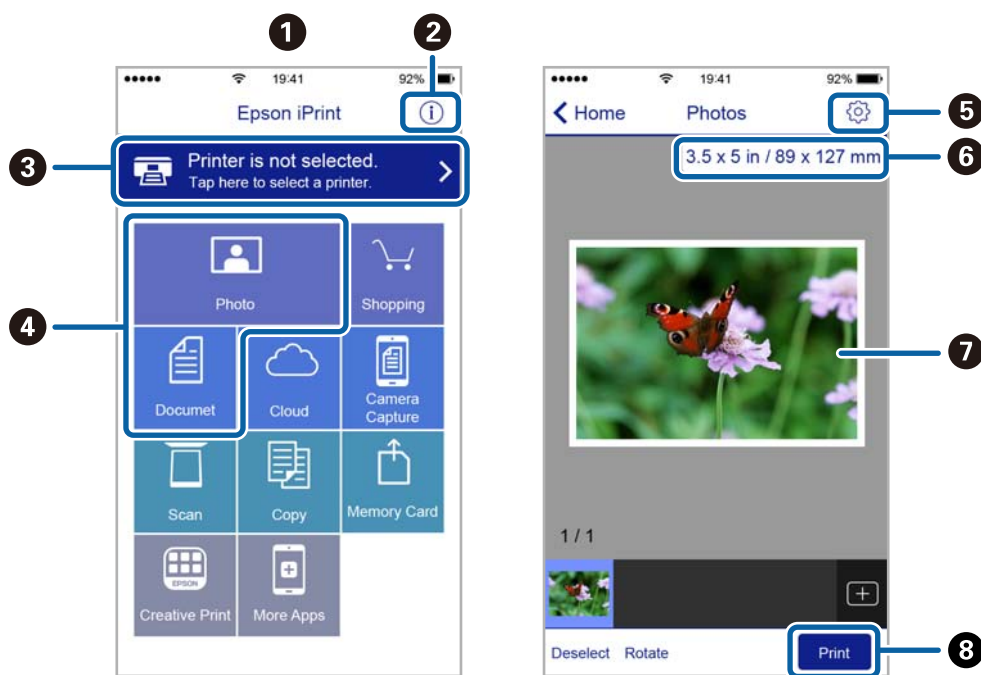 1
2
19:41
92%
Epson iPrint
3
Printer is not selected.
Tap here to select a printer.
4
Photo
Shopping
Documet
Cloud
Camera
Capture
Scan
Copy
Memory Card
EPSON
Creative Print
More Apps
19:41
92%
Home
Photos
5
3.5 x 5 in / 89 x 127 mm
6
7
1 / 1
Deselect
Rotate
Print
8